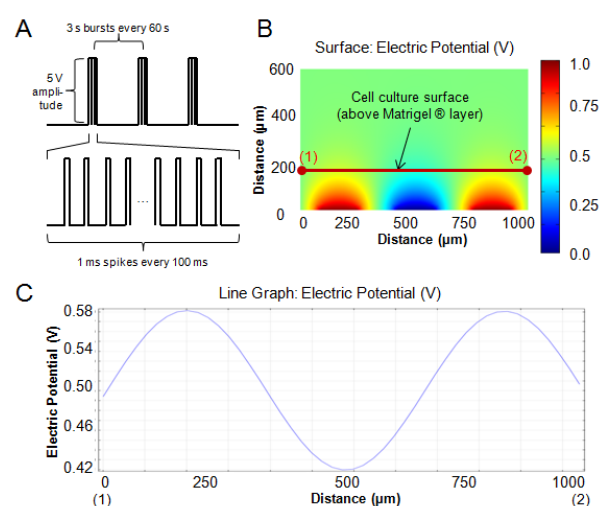 A
3 s bursts every 60 s
5 V
ampli-
tude
...
1 ms spikes every 100 ms
B
Surface: Electric Potential (V)
600
400
200
0
Distance (µm)
Cell culture surface
(above Matrigel ® layer)
(1)
(2)
0 250 500 750 1000
Distance (µm)
1.0
0.75
0.5
0.25
0.0
C
Line Graph: Electric Potential (V)
0.58
0.54
0.50
0.46
0.42
Electric Potential (V)
0 250 500 750 1000
(1) Distance (µm) (2)